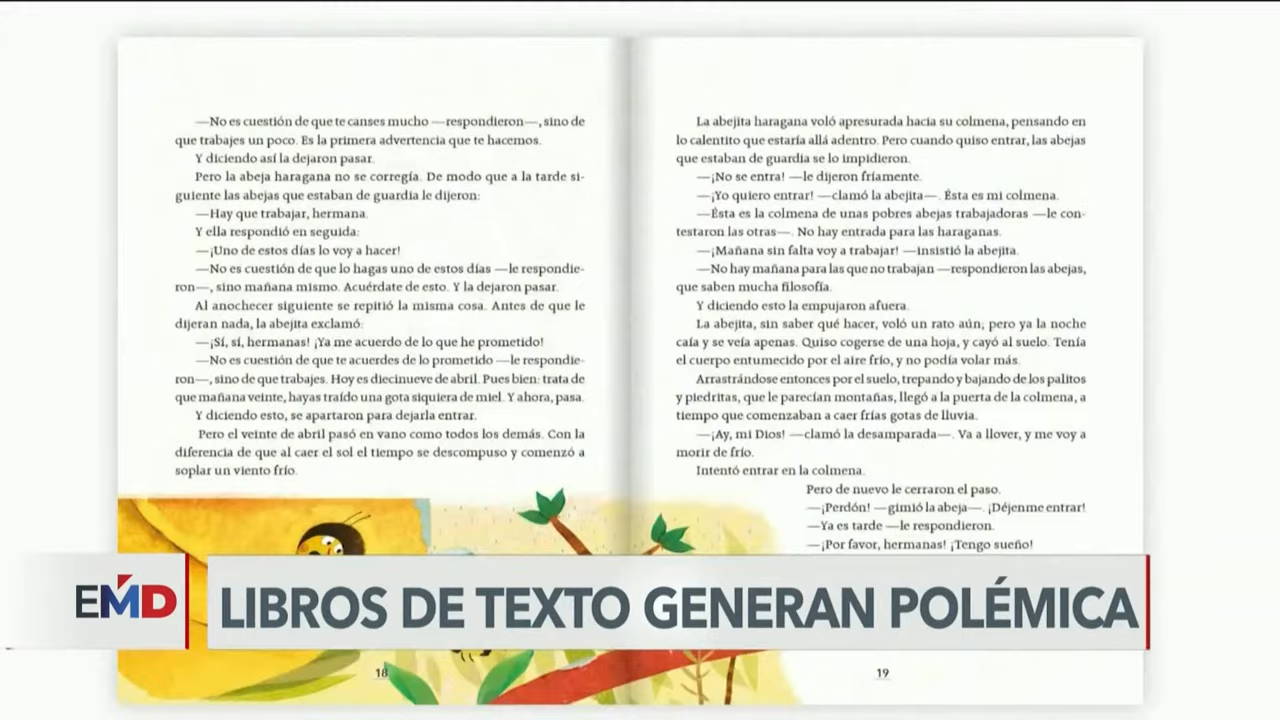 —No es cuestión de que te canses mucho —respondieron—, sino de
que trabajes un poco. Es la primera advertencia que te hacemos.
Y diciendo así la dejaron pasar.
Pero la abeja haragana no se corregía. De modo que a la tarde si-
guiente las abejas que estaban de guardia le dijeron:
—Hay que trabajar, hermana.
Y ella respondió en seguida:
—¡Uno de estos días lo voy a hacer!
—No es cuestión de que lo hagas uno de estos días —le respondie-
ron—, sino mañana mismo. Acuérdate de esto. Y la dejaron pasar.
Al anochecer siguiente se repitió la misma cosa. Antes de que le
dijeran nada, la abejita exclamó:
—¡Sí, sí, hermanas! ¡Ya me acuerdo de lo que he prometido!
—No es cuestión de que te acuerdes de lo prometido —le respondie-
ron—, sino de que trabajes. Hoy es diecinueve de abril. Pues bien: trata de
que mañana veinte, hayas traído una gota siquiera de miel. Y ahora, pasa.
Y diciendo esto, se apartaron para dejarla entrar.
Pero el veinte de abril pasó en vano como todos los demás. Con la
diferencia de que al caer el sol el tiempo se descompuso y comenzó a
soplar un viento frío.
18
La abejita haragana voló apresurada hacia su colmena, pensando en
lo calentito que estaría allá adentro. Pero cuando quiso entrar, las abejas
que estaban de guardia se lo impidieron.
—¡No se entra! —le dijeron fríamente.
—¡Yo quiero entrar! —clamó la abejita—. Ésta es mi colmena.
—Ésta es la colmena de unas pobres abejas trabajadoras —le con-
testaron las otras—. No hay entrada para las haraganas.
—¡Mañana sin falta voy a trabajar! —insistió la abejita.
—No hay mañana para las que no trabajan —respondieron las abejas,
que saben mucha filosofía.
Y diciendo esto la empujaron afuera.
La abejita, sin saber qué hacer, voló un rato aún; pero ya la noche
caía y se veía apenas. Quiso cogerse de una hoja, y cayó al suelo. Tenía
el cuerpo entumecido por el aire frío, y no podía volar más.
Arrastrándose entonces por el suelo, trepando y bajando de los palitos
y piedritas, que le parecían montañas, llegó a la puerta de la colmena, a
tiempo que comenzaban a caer frías gotas de lluvia.
—¡Ay, mi Dios! —clamó la desamparada—. Va a llover, y me voy a
morir de frío.
Intentó entrar en la colmena.
Pero de nuevo le cerraron el paso.
—¡Perdón! —gimió la abeja—. ¡Déjenme entrar!
—Ya es tarde —le respondieron.
—¡Por favor, hermanas! ¡Tengo sueño!
19
EMD
LIBROS DE TEXTO GENERAN POLÉMICA